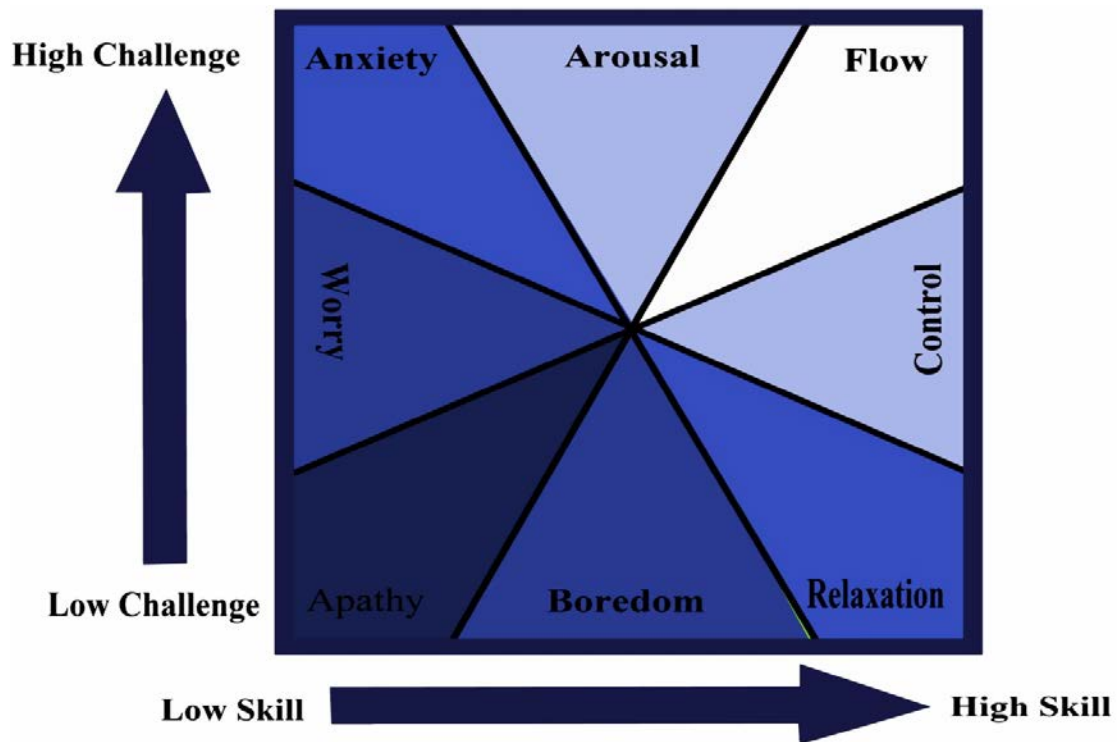 High Challenge
Anxiety
Arousal
Flow
Worry
Control
Low Challenge
Apathy
Boredom
Relaxation
Low Skill
High Skill